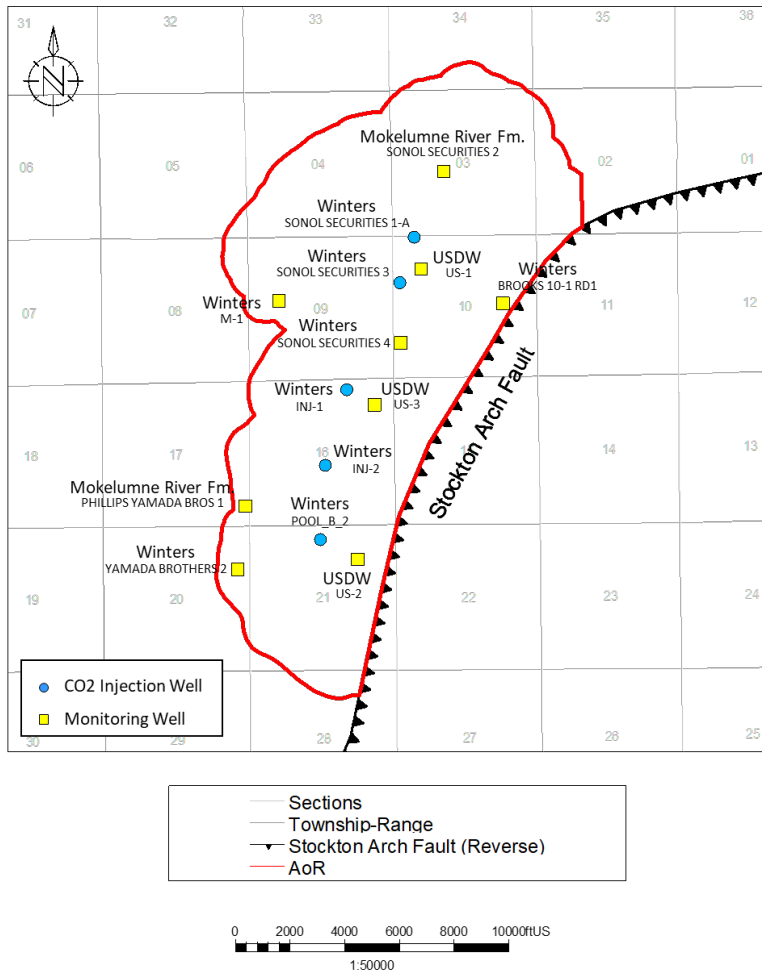 31
32
33
34
35
36
N
06
05
04
03
02
01
Mokelumne River Fm.
SONOL SECURITIES 2
Winters
SONOL SECURITIES 1-A
Winters
SONOL SECURITIES 3
USDW
US-1
Winters
BROOKS 10-1 RD1
07
08
09
10
11
12
Winters
M-1
Winters
SONOL SECURITIES 4
Stockton Arch Fault
Winters
INJ-1
USDW
US-3
18
17
16
14
13
Winters
INJ-2
Mokelumne River Fm.
PHILLIPS YAMADA BROS 1
Winters
POOL_B_2
Winters
YAMADA BROTHERS 2
USDW
US-2
19
20
21
22
23
24
CO2 Injection Well
Monitoring Well
30
29
28
27
26
25
Sections
Township-Range
Stockton Arch Fault (Reverse)
AoR
0 2000 4000 6000 8000 10000ftUS
1:50000